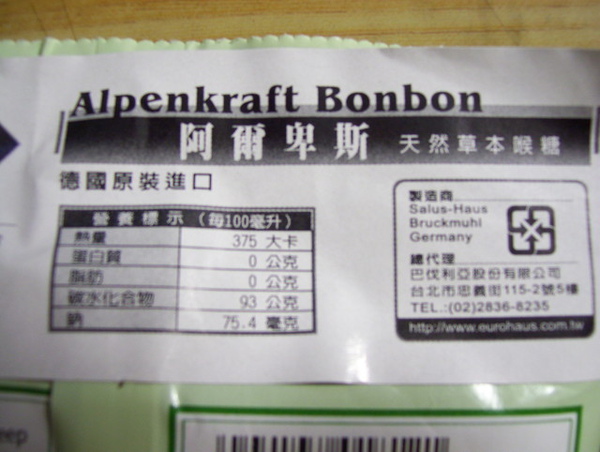 Alpenkraft Bonbon
阿爾卑斯 天然草本喉糖
德國原裝進口
營養標示（每100毫升）
熱量 375 大卡
蛋白質 0 公克
脂肪 0 公克
碳水化合物 93 公克
鈉 75.4 毫克
製造商
Salus-Haus
Bruckmuhl
Germany
總代理
巴伐利亞股份有限公司
台北市忠義街115-2號5樓
TEL.:(02)2836-8235
http://www.eurohaus.com.tw
eep